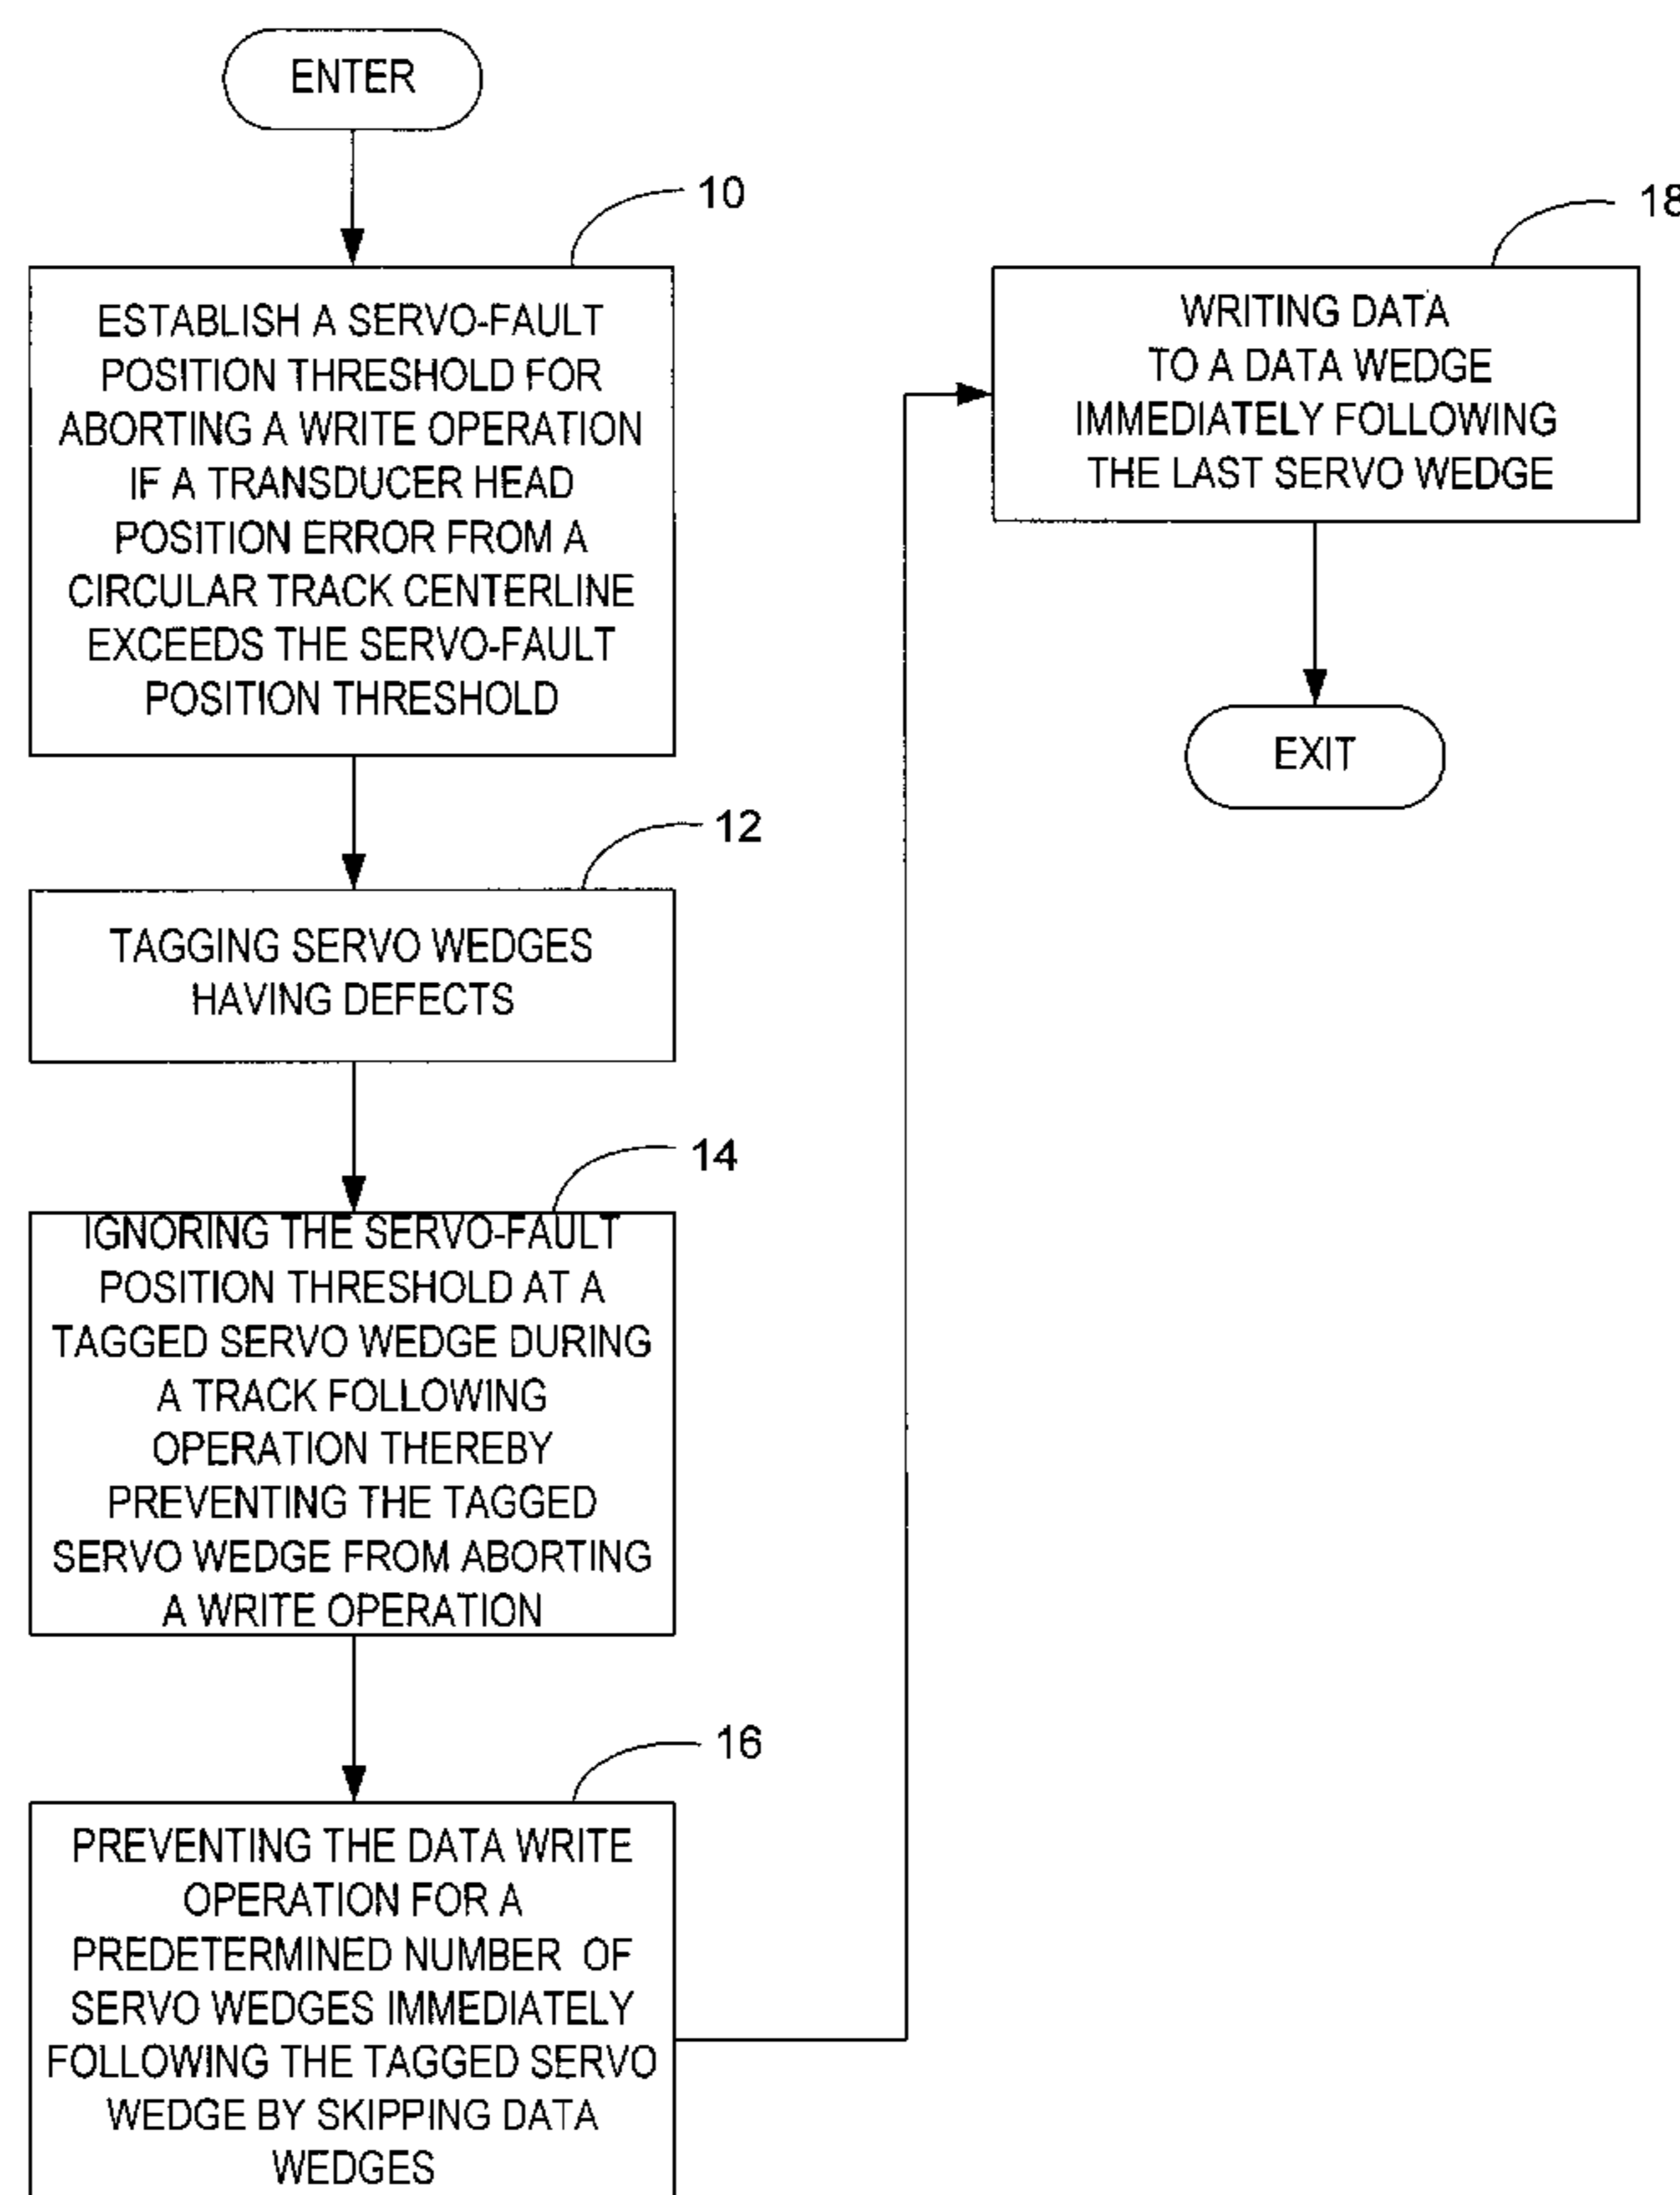 ENTER
10
ESTABLISH A SERVO-FAULT
POSITION THRESHOLD FOR
ABORTING A WRITE OPERATION
IF A TRANSDUCER HEAD
POSITION ERROR FROM A
CIRCULAR TRACK CENTERLINE
EXCEEDS THE SERVO-FAULT
POSITION THRESHOLD
12
TAGGING SERVO WEDGES
HAVING DEFECTS
14
IGNORING THE SERVO-FAULT
POSITION THRESHOLD AT A
TAGGED SERVO WEDGE DURING
A TRACK FOLLOWING
OPERATION THEREBY
PREVENTING THE TAGGED
SERVO WEDGE FROM ABORTING
A WRITE OPERATION
16
PREVENTING THE DATA WRITE
OPERATION FOR A
PREDETERMINED NUMBER OF
SERVO WEDGES IMMEDIATELY
FOLLOWING THE TAGGED SERVO
WEDGE BY SKIPPING DATA
WEDGES
18
WRITING DATA
TO A DATA WEDGE
IMMEDIATELY FOLLOWING
THE LAST SERVO WEDGE
EXIT